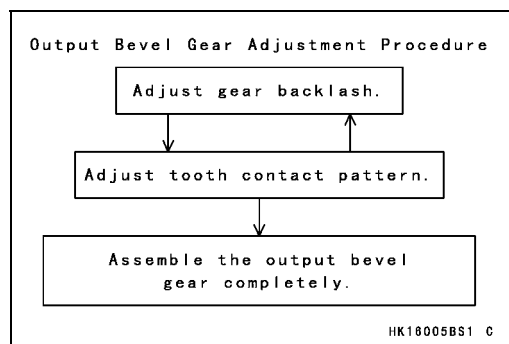 Output Bevel Gear Adjustment Procedure
Adjust gear backlash.
Adjust tooth contact pattern.
Assemble the output bevel
gear completely.
HK18005BS1 C